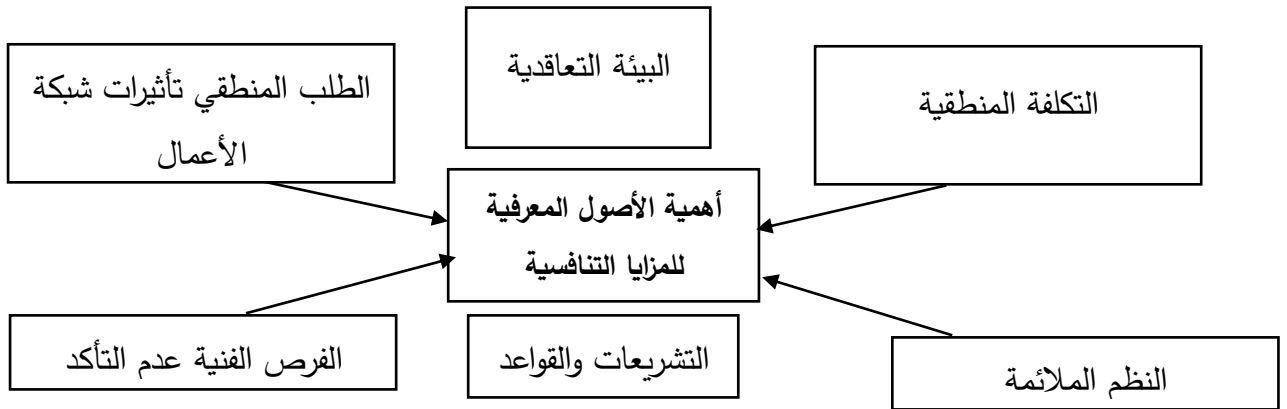 البيئة التعاقدية
التكلفة المنطقية
الطلب المنطقي تأثيرات شبكة
الأعمال
أهمية الأصول المعرفية
للمزايا التنافسية
النظم الملائمة
التشريعات والقواعد
الفرص الفنية عدم التأكد